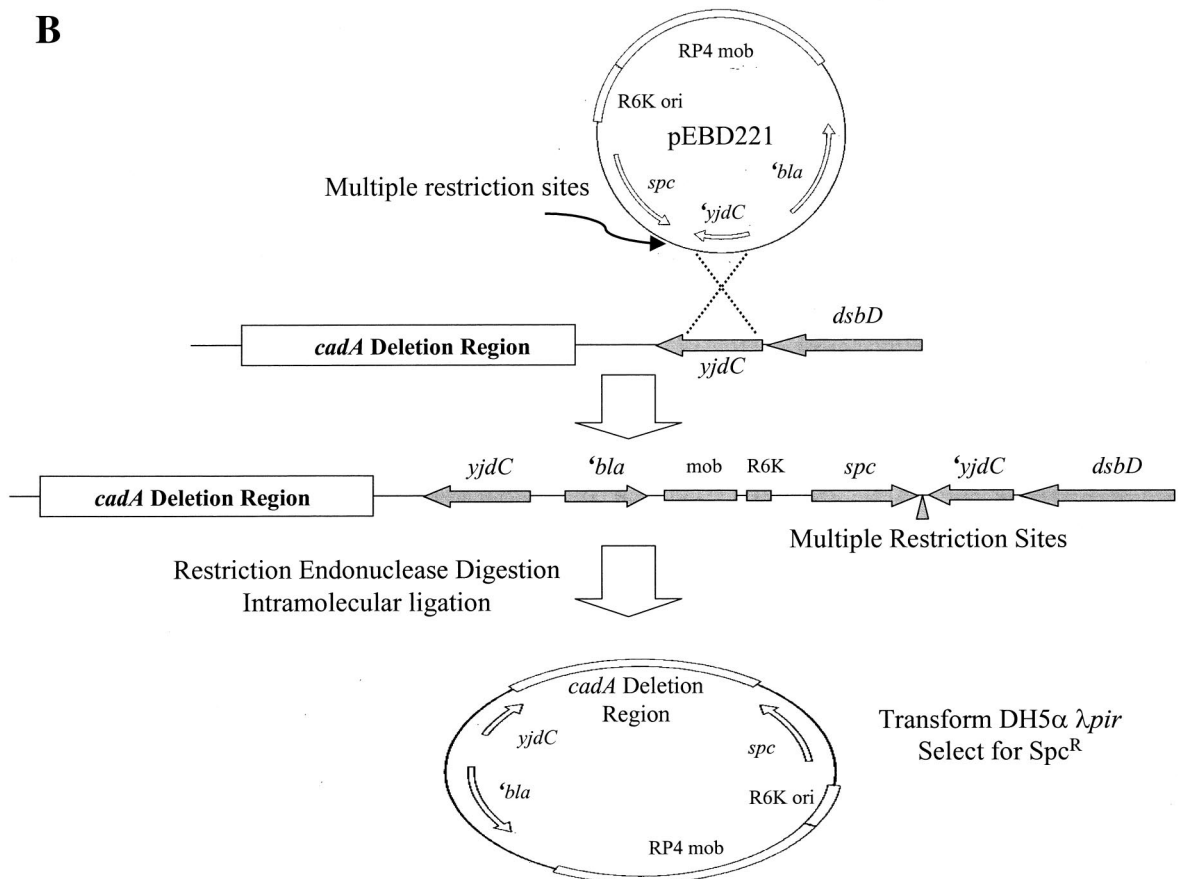 B
RP4 mob
R6K ori
pEBD221
'bla
spc
'yjdC
Multiple restriction sites
dsbD
cadA Deletion Region
yjdC
yjdC
'bla
mob
R6K
spc
'yjdC
dsbD
cadA Deletion Region
Multiple Restriction Sites
Restriction Endonuclease Digestion
Intramolecular ligation
cadA Deletion
Region
yjdC
spc
'bla
R6K ori
RP4 mob
Transform DH5α λpir
Select for Spcᴿ